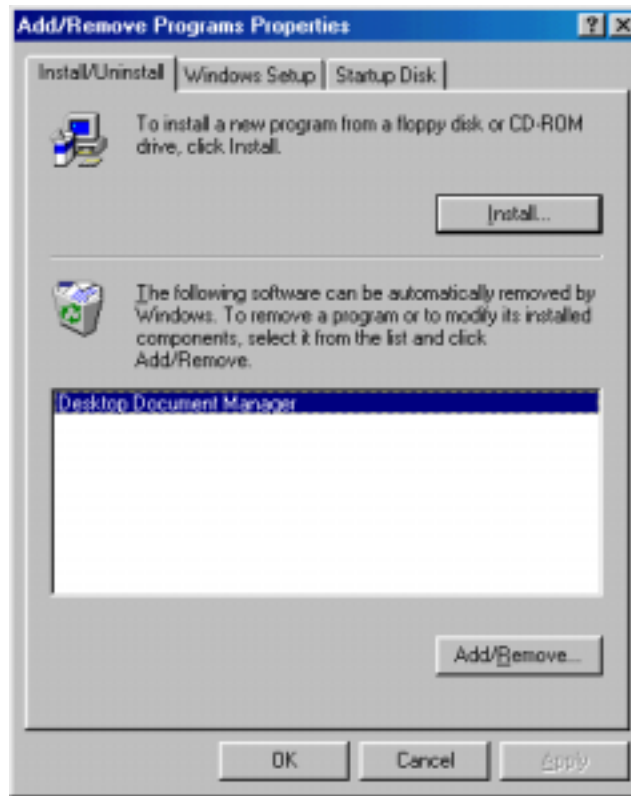 Add/Remove Programs Properties
Install/Uninstall
Windows Setup
Startup Disk
To install a new program from a floppy disk or CD-ROM
drive, click Install.
Install...
The following software can be automatically removed by
Windows. To remove a program or to modify its installed
components, select it from the list and click
Add/Remove.
Desktop Document Manager
Add/Remove...
OK
Cancel
Apply